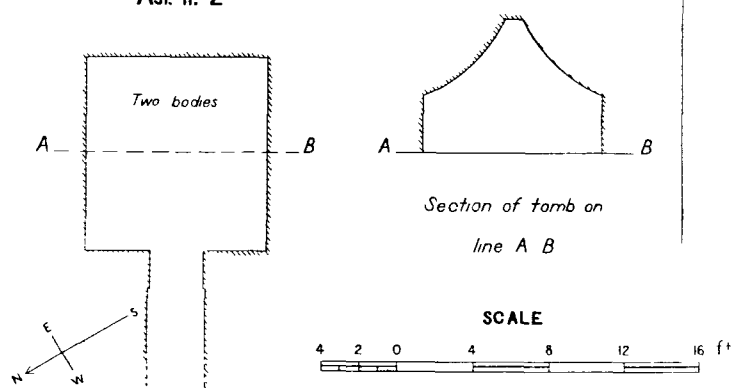 Two bodies
A B
A B
Section of tomb on
line A B
E S
N W
SCALE
4 2 0 4 8 12 16 ft